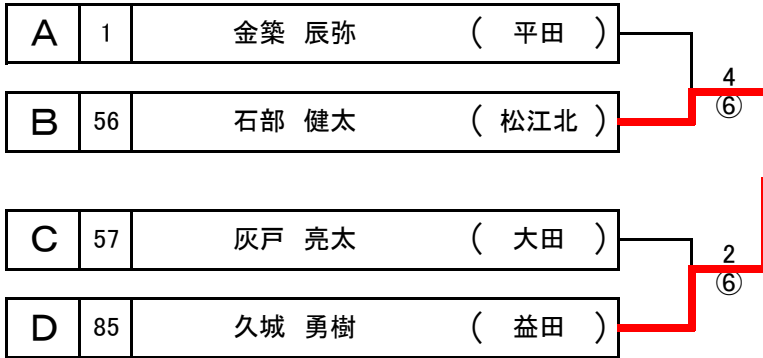 A 1 金築 辰弥 ( 平田 )
4
⑥
B 56 石部 健太 ( 松江北 )
C 57 灰戸 亮太 ( 大田 )
2
⑥
D 85 久城 勇樹 ( 益田 )